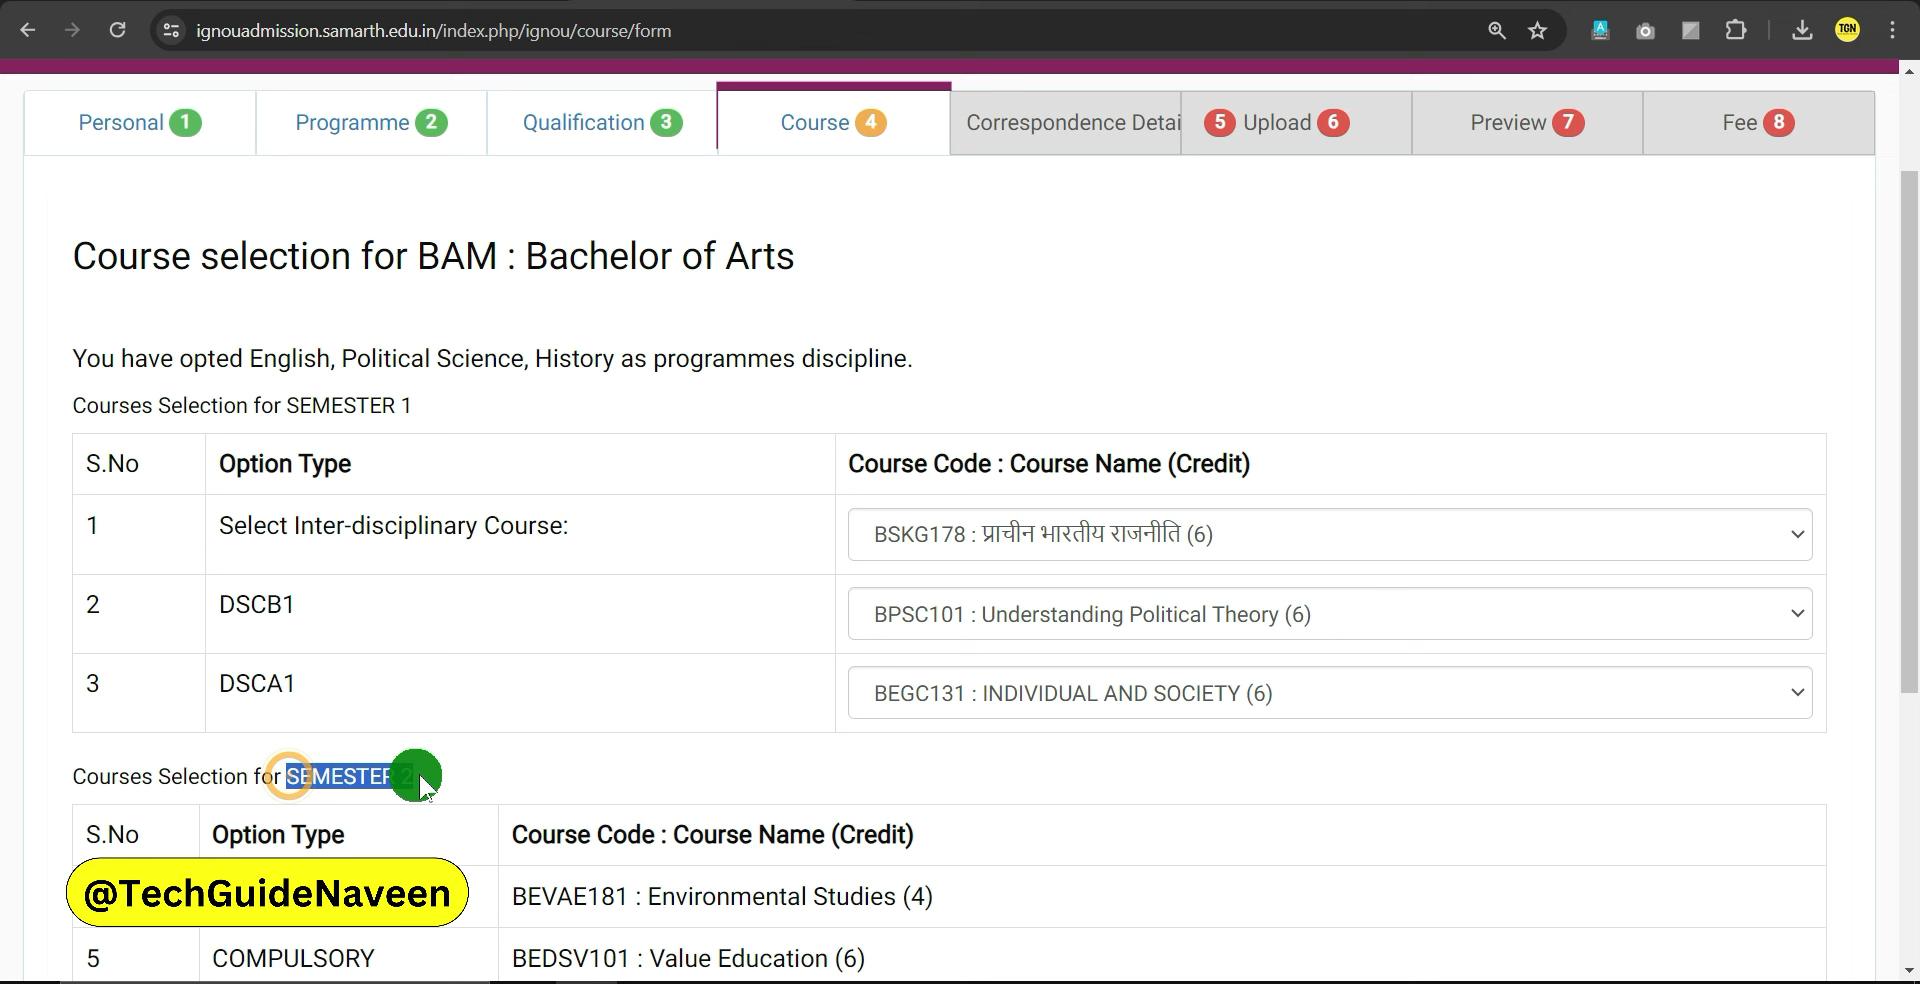 ignouadmission.samarth.edu.in/index.php/ignou/course/form
TGN
Personal 1 Programme 2 Qualification 3 Course 4 Correspondence Detai 5 Upload 6 Preview 7 Fee 8
Course selection for BAM : Bachelor of Arts
You have opted English, Political Science, History as programmes discipline.
Courses Selection for SEMESTER 1
S.No Option Type Course Code : Course Name (Credit)
1 Select Inter-disciplinary Course: BSKG178 : प्राचीन भारतीय राजनीति (6)
2 DSCB1 BPSC101 : Understanding Political Theory (6)
3 DSCA1 BEGC131 : INDIVIDUAL AND SOCIETY (6)
Courses Selection for SEMESTER 2
S.No Option Type Course Code : Course Name (Credit)
@TechGuideNaveen BEVAE181 : Environmental Studies (4)
5 COMPULSORY BEDSV101 : Value Education (6)